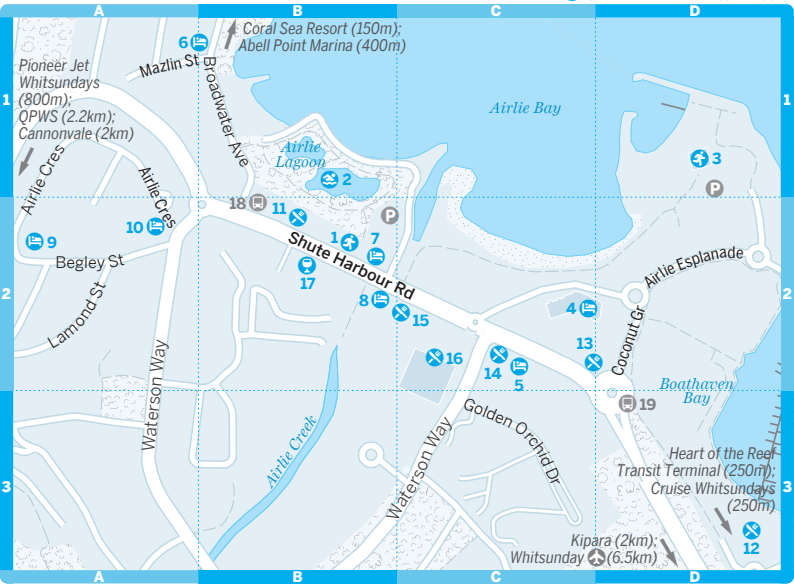 A B C D
1
2
3
1
2
3
A B C D
6
Coral Sea Resort (150m);
Abell Point Marina (400m)
Mazlin St
Broadwater Ave
Pioneer Jet
Whitsundays
(800m);
QPWS (2.2km);
Cannonvale (2km)
Airlie Cres
Airlie Cres
Airlie Bay
Airlie
Lagoon
2
3
P
18
11
P
10
9
1
7
Shute Harbour Rd
17
Begley St
Lamond St
8
15
Airlie Esplanade
4
Coconut Gr
13
16
14
5
Waterson Way
Boathaven
Bay
19
Golden Orchid Dr
Airlie Creek
Waterson Way
Heart of the Reef
Transit Terminal (250m);
Cruise Whitsundays
(250m)
12
Kipara (2km);
Whitsunday (6.5km)